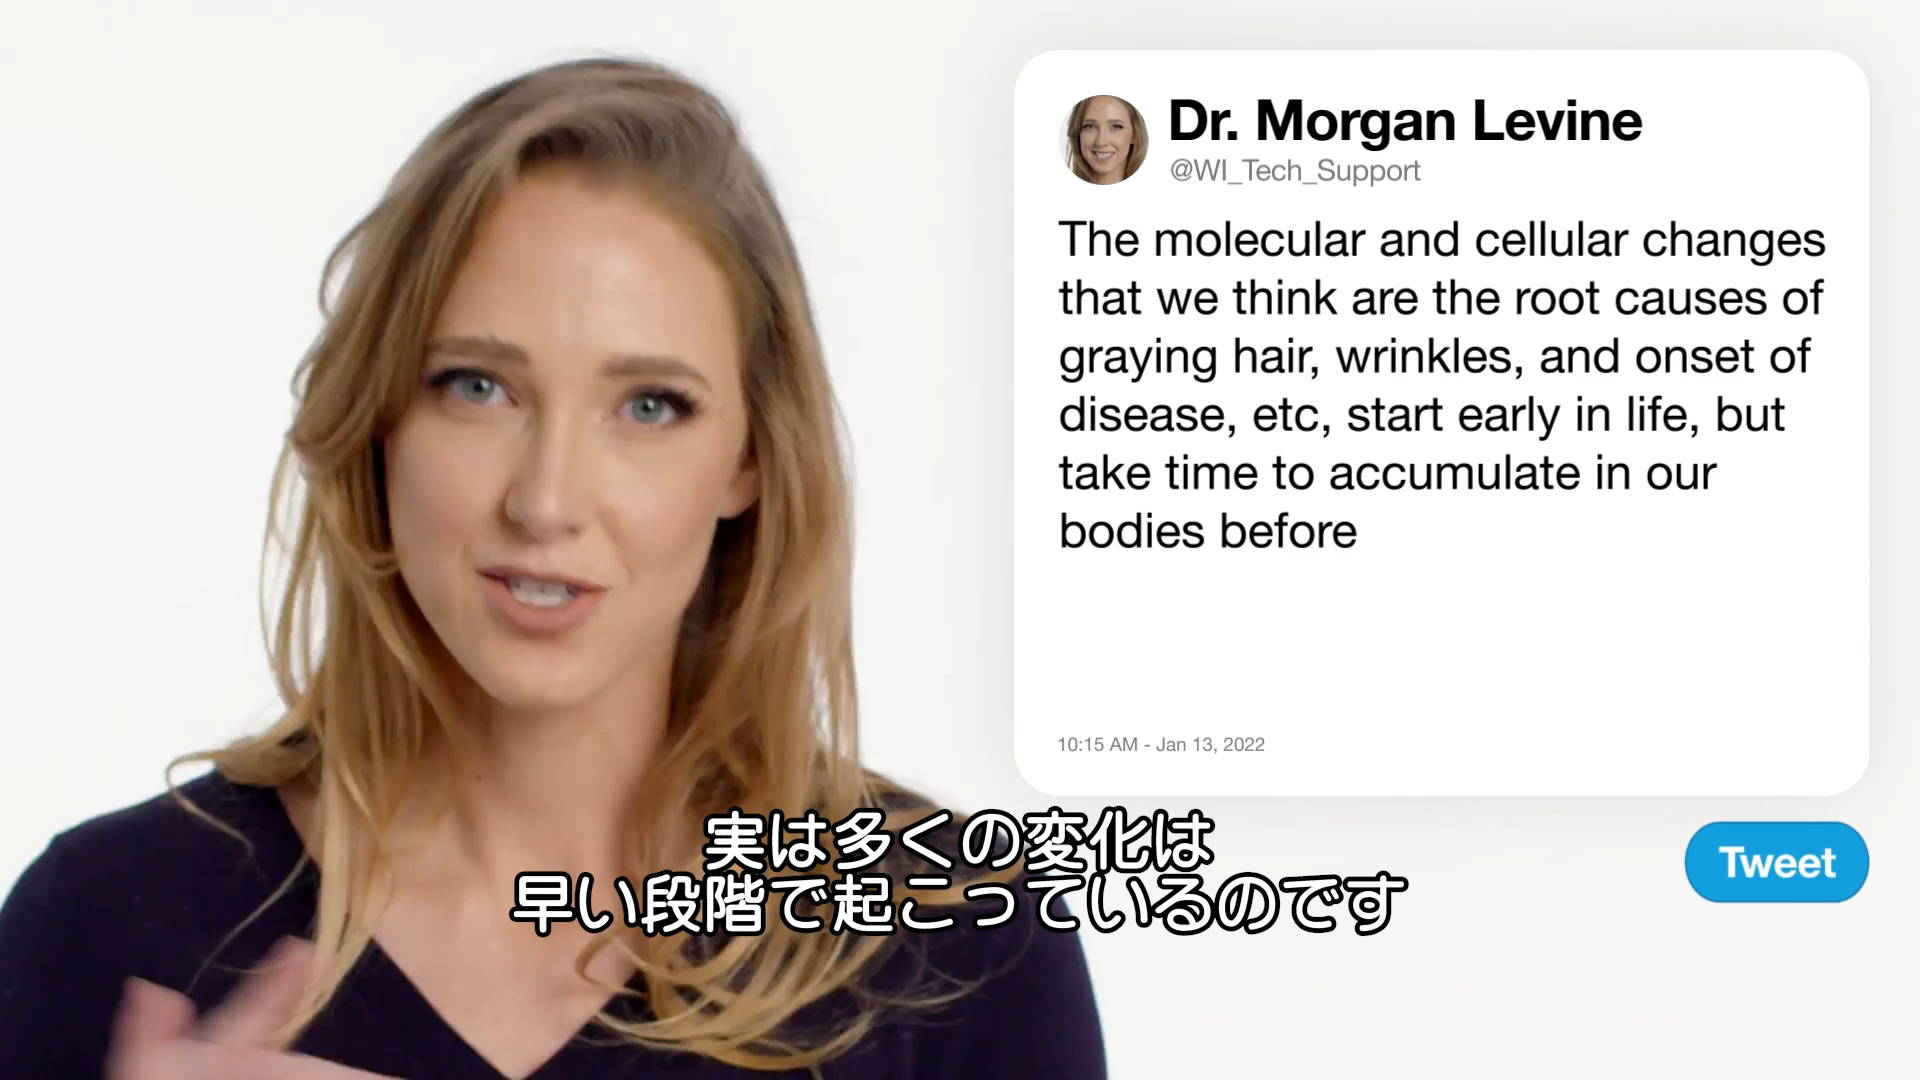 Dr. Morgan Levine
@WI_Tech_Support
The molecular and cellular changes
that we think are the root causes of
graying hair, wrinkles, and onset of
disease, etc, start early in life, but
take time to accumulate in our
bodies before
10:15 AM - Jan 13, 2022
実は多くの変化は
早い段階で起こっているのです
Tweet